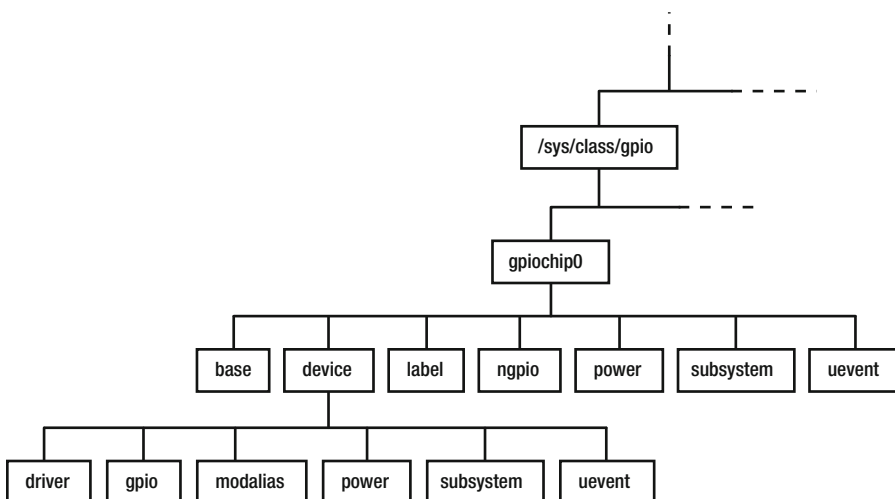 /sys/class/gpio
gpiochip0
base device label ngpio power subsystem uevent
driver gpio modalias power subsystem uevent